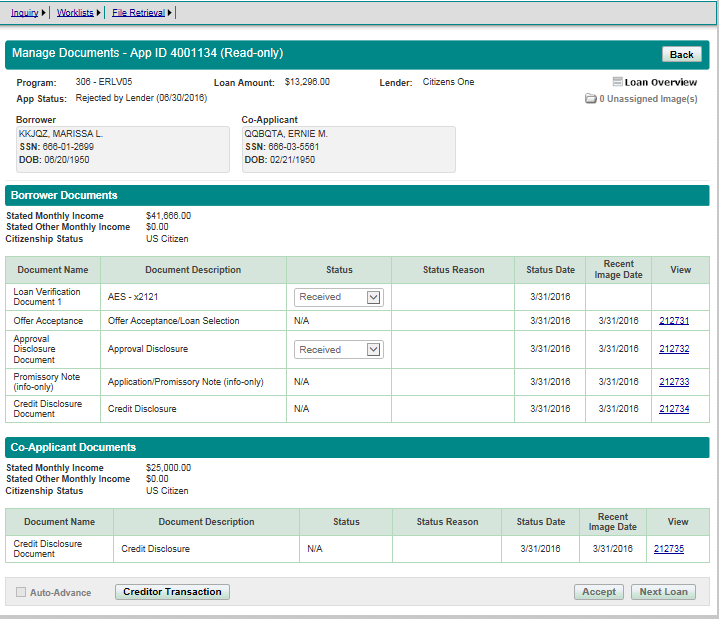 Inquiry Worklists File Retrieval
Manage Documents - App ID 4001134 (Read-only)
Back
Program: 306 - ERLV05 Loan Amount: $13,296.00 Lender: Citizens One Loan Overview
App Status: Rejected by Lender (06/30/2016) 0 Unassigned Image(s)
Borrower Co-Applicant
KKJQZ, MARISSA L. QQBQTA, ERNIE M.
SSN: 666-01-2699 SSN: 666-03-5561
DOB: 06/20/1950 DOB: 02/21/1950
Borrower Documents
Stated Monthly Income $41,666.00
Stated Other Monthly Income $0.00
Citizenship Status US Citizen
Document Name Document Description Status Status Reason Status Date Recent Image Date View
Loan Verification Document 1 AES - x2121 Received 3/31/2016
Offer Acceptance Offer Acceptance/Loan Selection N/A 3/31/2016 3/31/2016 212731
Approval Disclosure Document Approval Disclosure Received 3/31/2016 3/31/2016 212732
Promissory Note (info-only) Application/Promissory Note (info-only) N/A 3/31/2016 3/31/2016 212733
Credit Disclosure Document Credit Disclosure N/A 3/31/2016 3/31/2016 212734
Co-Applicant Documents
Stated Monthly Income $25,000.00
Stated Other Monthly Income $0.00
Citizenship Status US Citizen
Document Name Document Description Status Status Reason Status Date Recent Image Date View
Credit Disclosure Document Credit Disclosure N/A 3/31/2016 3/31/2016 212735
Auto-Advance Creditor Transaction Accept Next Loan